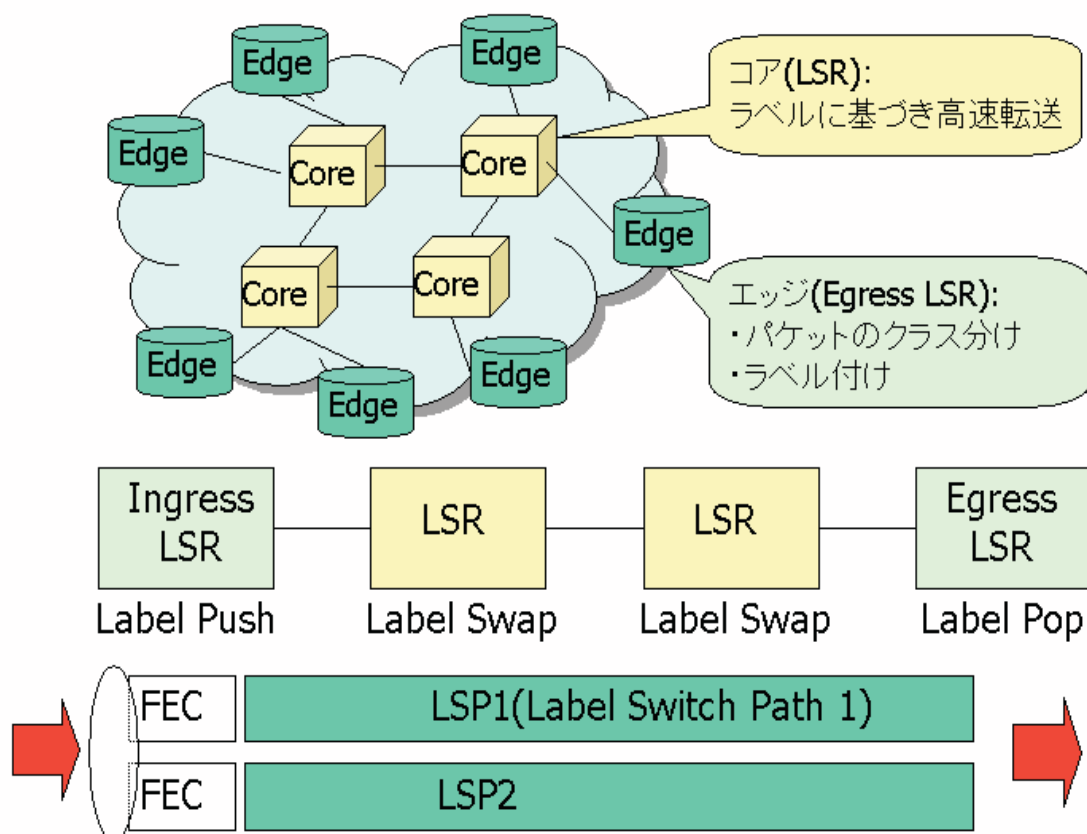 Edge
Edge
Edge
Core
Core
Edge
Core
Core
Edge
Edge
Edge
コア(LSR):
ラベルに基づき高速転送
エッジ(Egress LSR):
・パケットのクラス分け
・ラベル付け
Ingress
LSR
LSR
LSR
Egress
LSR
Label Push
Label Swap
Label Swap
Label Pop
FEC
LSP1(Label Switch Path 1)
FEC
LSP2